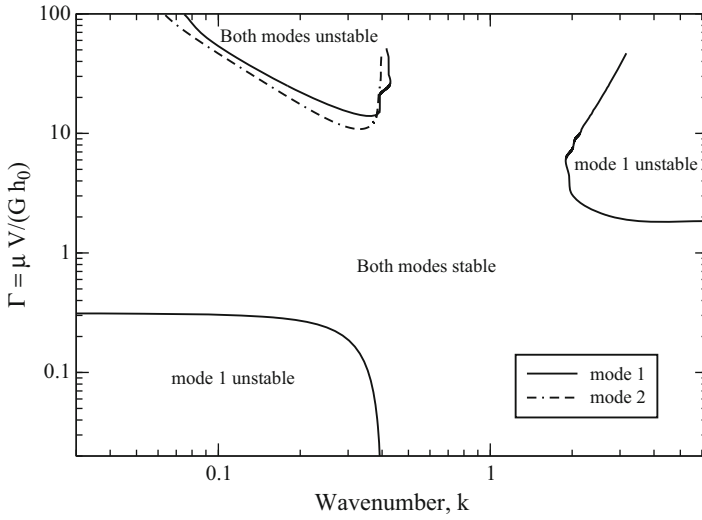 100
Both modes unstable
10
mode 1 unstable
Γ = μ V/(G h0)
1
Both modes stable
0.1
mode 1 unstable
mode 1
mode 2
0.1
1
Wavenumber, k